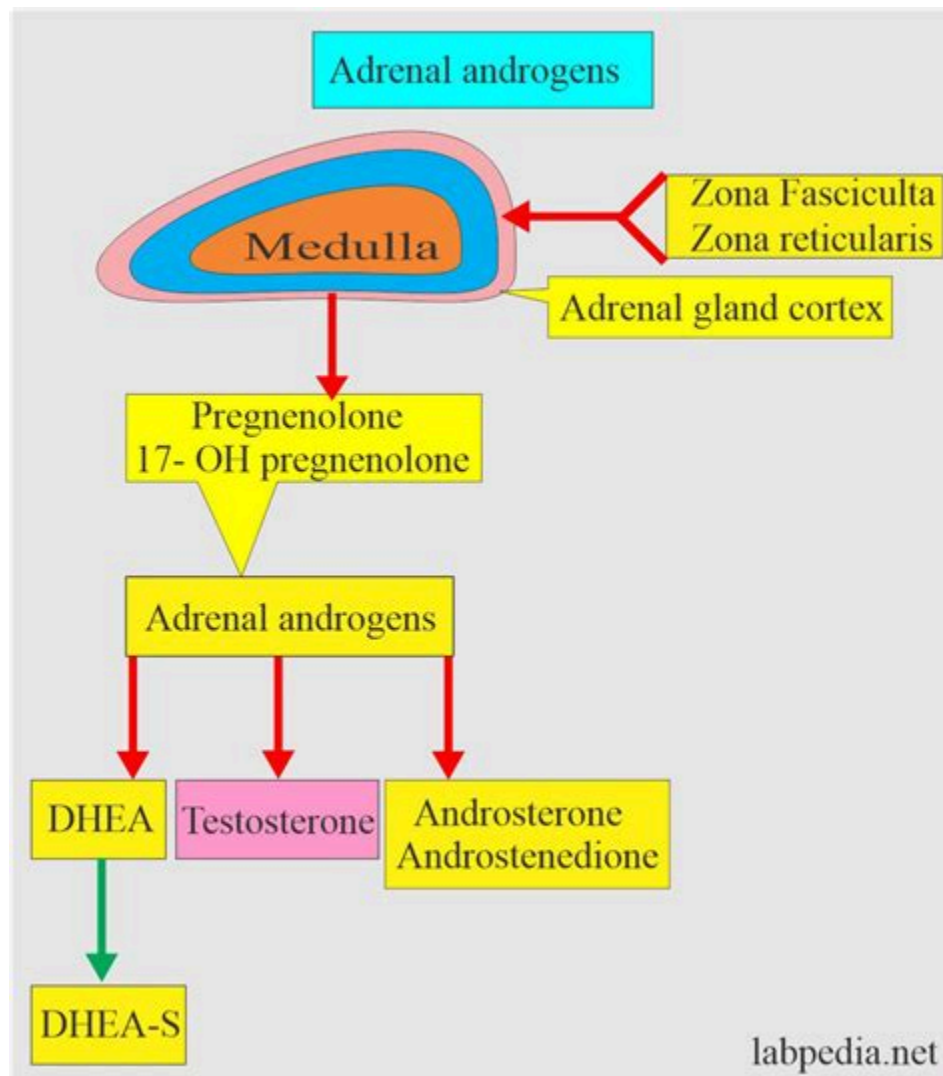 Adrenal androgens
Medulla
Zona Fasciculta
Zona reticularis
Adrenal gland cortex
Pregnenolone
17- OH pregnenolone
Adrenal androgens
DHEA
Testosterone
Androsterone
Androstenedione
DHEA-S
labpedia.net